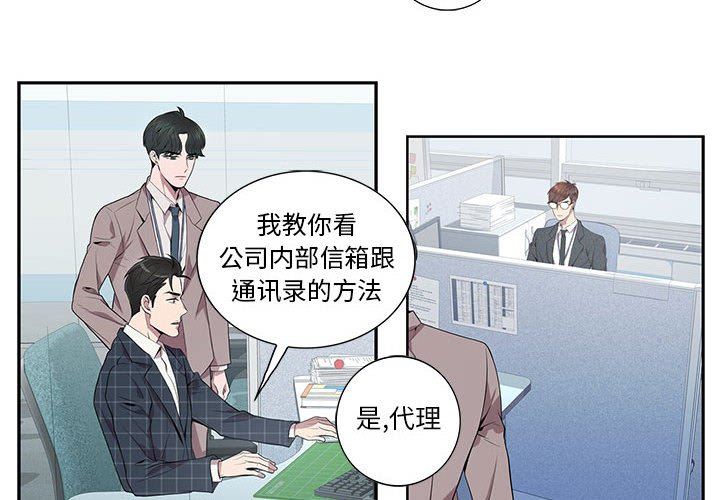 我教你看
公司内部信箱跟
通讯录的方法
是,代理